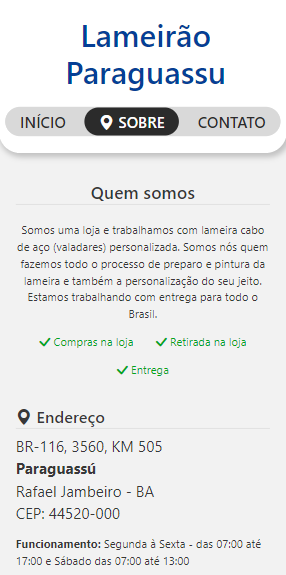 Lameirão
Paraguassu
INÍCIO SOBRE CONTATO
Quem somos
Somos uma loja e trabalhamos com lameira cabo
de aço (valadares) personalizada. Somos nós quem
fazemos todo o processo de preparo e pintura da
lameira e também a personalização do seu jeito.
Estamos trabalhando com entrega para todo o
Brasil.
Compras na loja Retirada na loja
Entrega
Endereço
BR-116, 3560, KM 505
Paraguassú
Rafael Jambeiro - BA
CEP: 44520-000
Funcionamento: Segunda à Sexta - das 07:00 até
17:00 e Sábado das 07:00 até 13:00